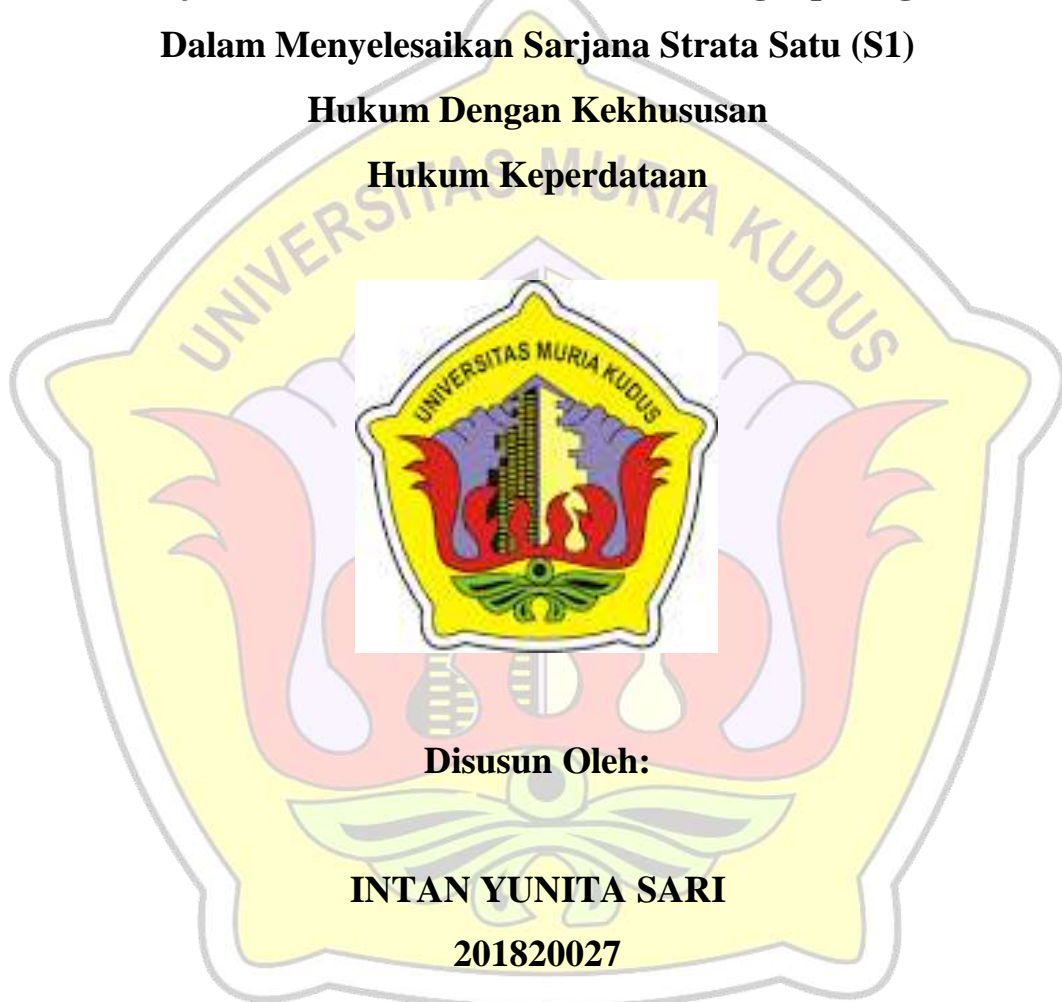 Dalam Menyelesaikan Sarjana Strata Satu (S1)
Hukum Dengan Kekhususan
Hukum Keperdataan
UNIVERSITAS MURIA KUDUS
UNIVERSITAS MURIA KUDUS
Disusun Oleh:
INTAN YUNITA SARI
201820027